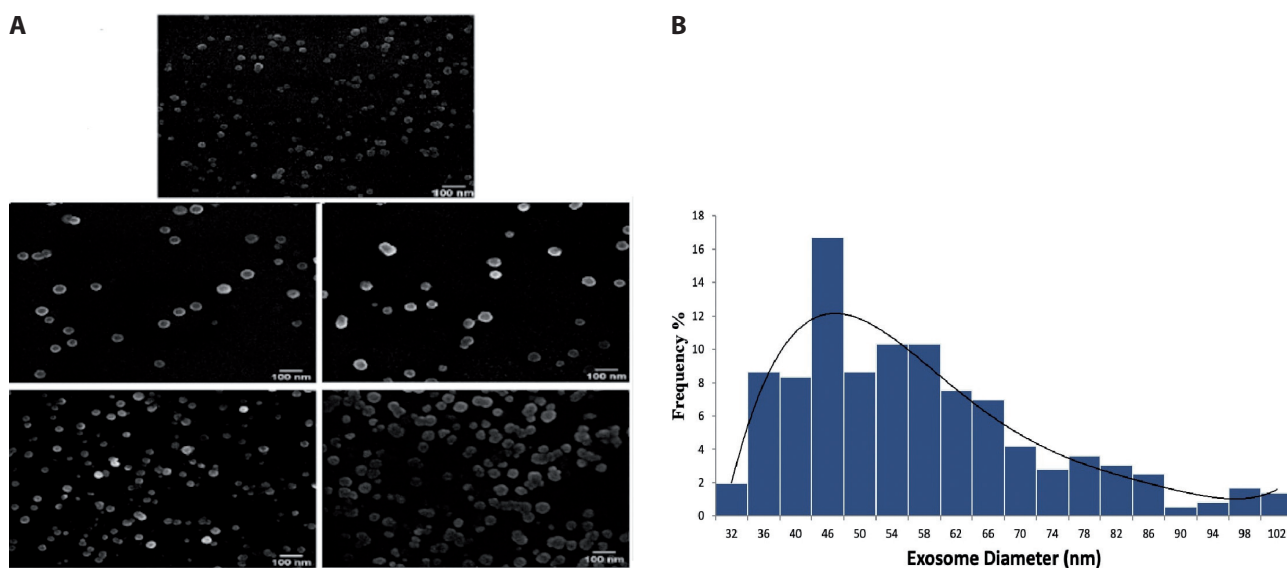 A
B
100 nm
100 nm
100 nm
100 nm
100 nm
Frequency %
18
16
14
12
10
8
6
4
2
0
32 36 40 46 50 54 58 62 66 70 74 78 82 86 90 94 98 102
Exosome Diameter (nm)